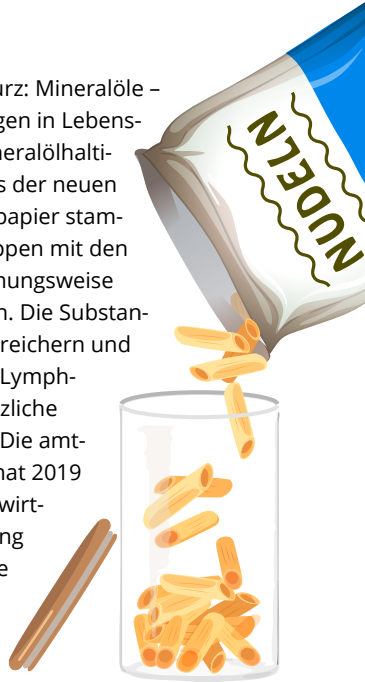 urz: Mineralöle –
gen in Lebens-
neralölhalti-
s der neuen
papier stam-
ppen mit den
nungsweise
n. Die Substan-
reichern und
Lymph-
zliche
Die amt-
hat 2019
wirt-
ng
e
NUDELN